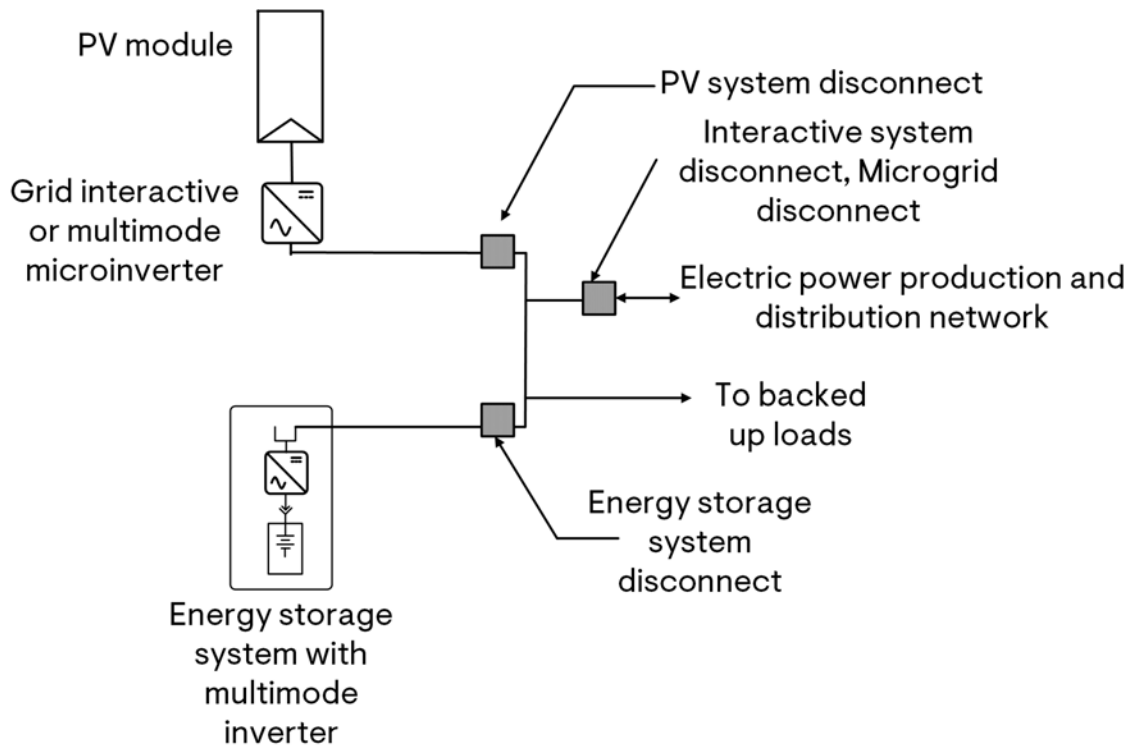 PV module
PV system disconnect
Interactive system
disconnect, Microgrid
disconnect
Grid interactive
or multimode
microinverter
Electric power production and
distribution network
To backed
up loads
Energy storage
system
disconnect
Energy storage
system with
multimode
inverter